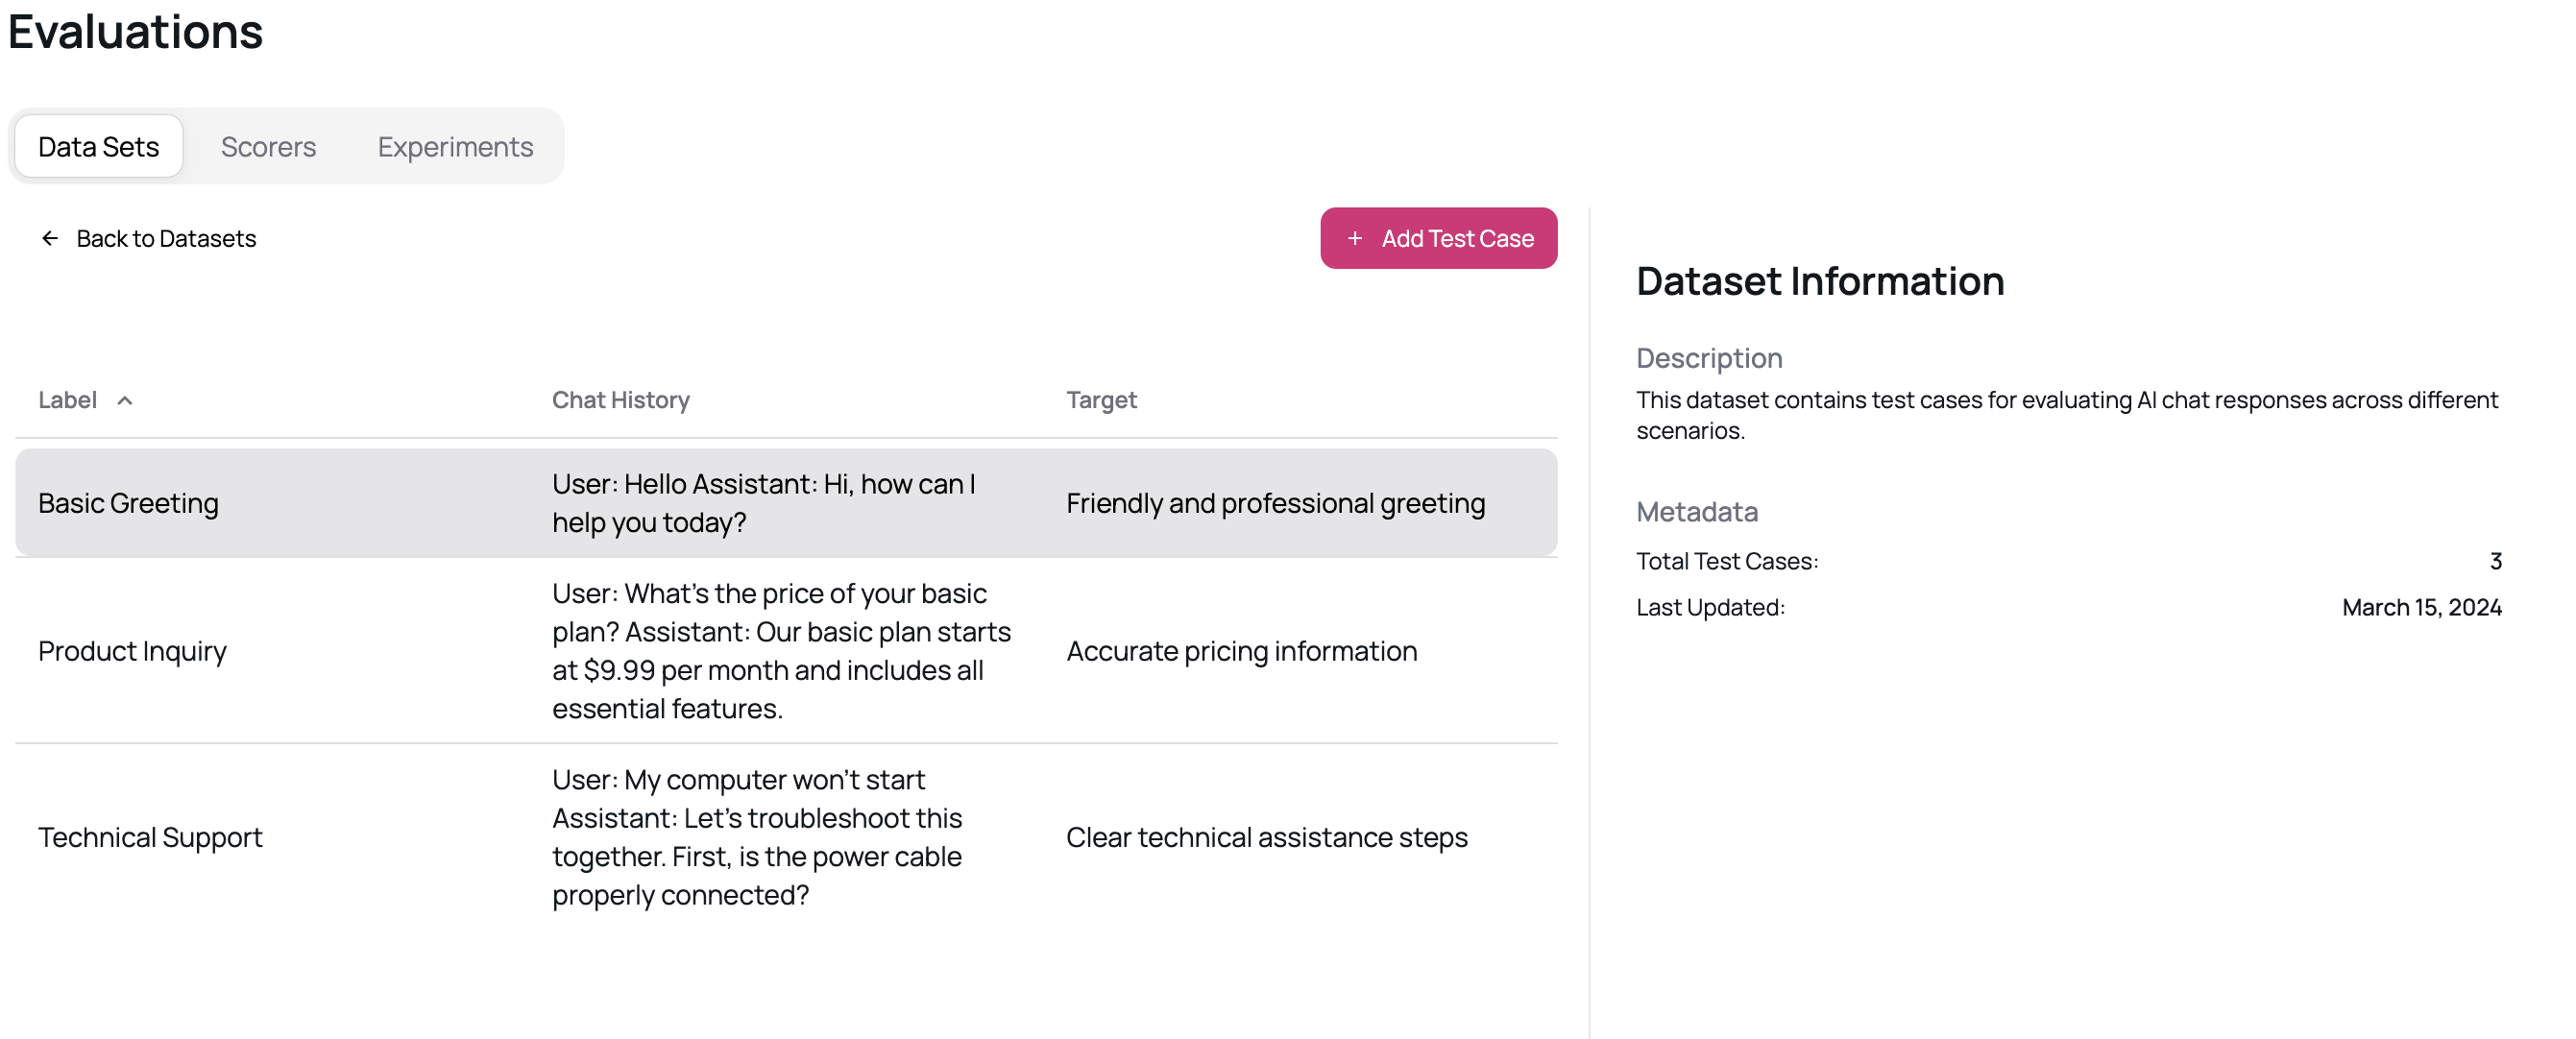 Evaluations
Data Sets
Scorers
Experiments
Back to Datasets
+ Add Test Case
Label
Chat History
Target
Basic Greeting
User: Hello Assistant: Hi, how can I
help you today?
Friendly and professional greeting
Product Inquiry
User: What's the price of your basic
plan? Assistant: Our basic plan starts
at $9.99 per month and includes all
essential features.
Accurate pricing information
Technical Support
User: My computer won't start
Assistant: Let's troubleshoot this
together. First, is the power cable
properly connected?
Clear technical assistance steps
Dataset Information
Description
This dataset contains test cases for evaluating AI chat responses across different
scenarios.
Metadata
Total Test Cases: 3
Last Updated: March 15, 2024